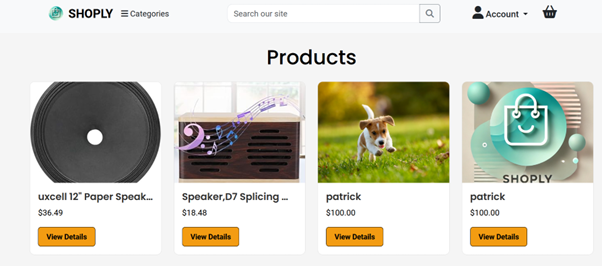 SHOPLY Categories Search our site Account
Products
uxcell 12" Paper Speak...
$36.49
View Details
Speaker,D7 Splicing ...
$18.48
View Details
patrick
$100.00
View Details
SHOPLY
patrick
$100.00
View Details